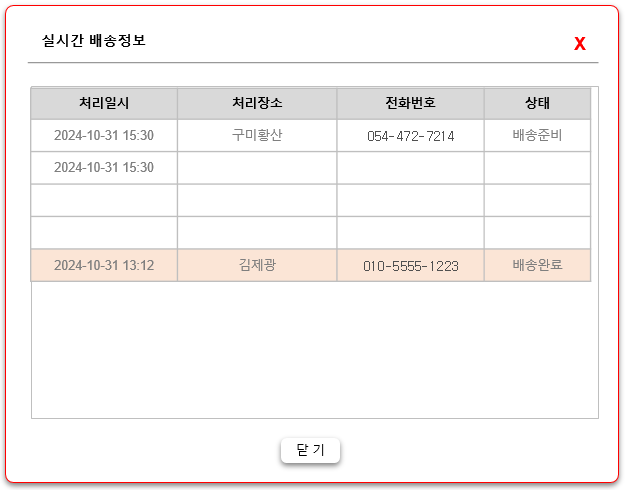 실시간 배송정보
X
처리일시 처리장소 전화번호 상태
2024-10-31 15:30 구미황산 054-472-7214 배송준비
2024-10-31 15:30
2024-10-31 13:12 김제광 010-5555-1223 배송완료
닫 기